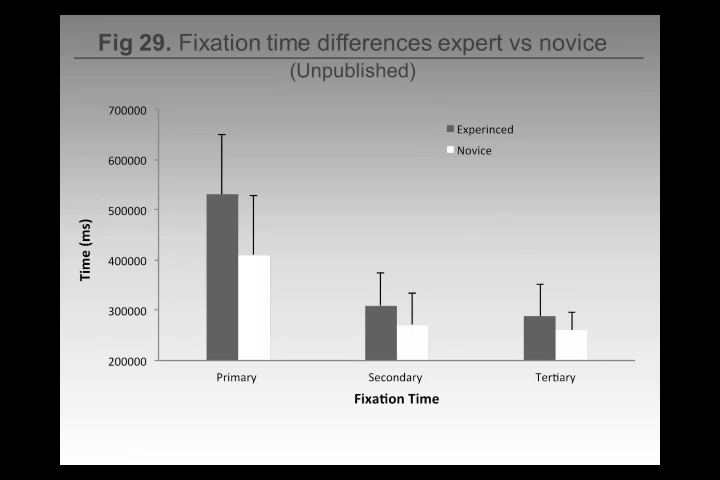 Fig 29. Fixation time differences expert vs novice
(Unpublished)
700000
600000
500000
400000
300000
200000
Time (ms)
Experinced
Novice
Primary
Secondary
Tertiary
Fixation Time